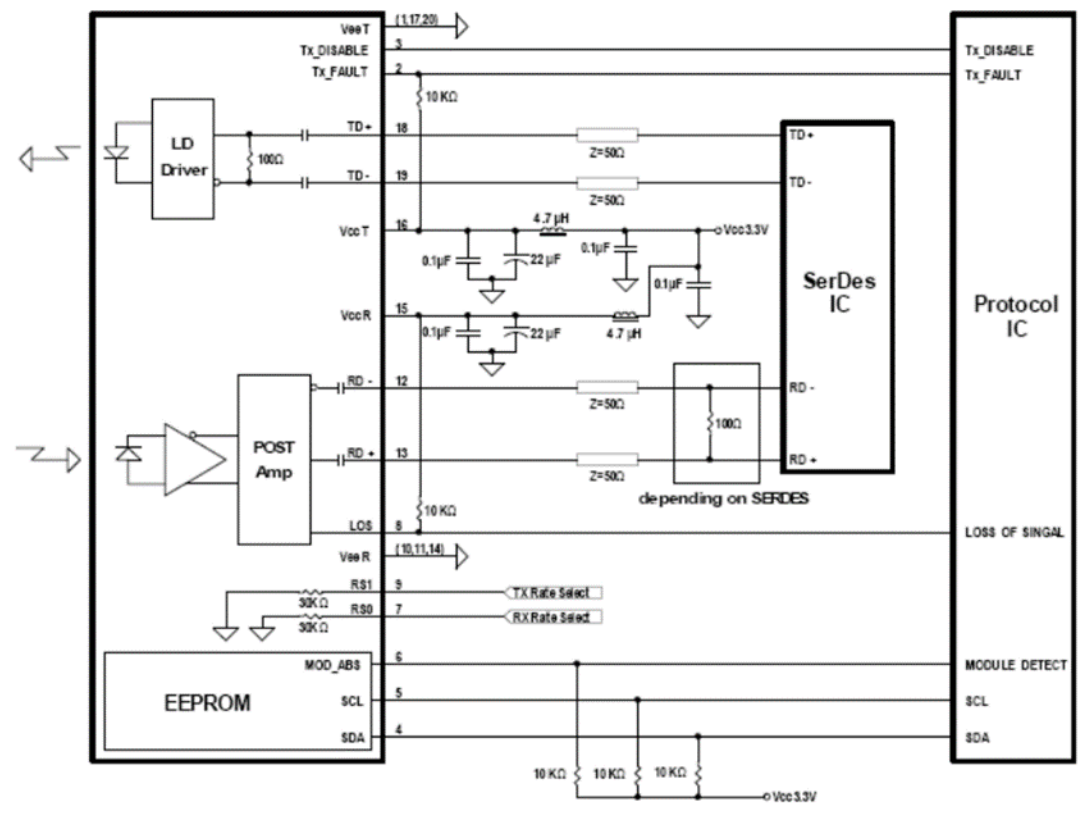 VeeT (1,17,20)
Tx_DISABLE 3 Tx_DISABLE
Tx_FAULT 2 Tx_FAULT
10 KΩ
LD
Driver
100Ω
TD+ 18 Z=50Ω TD+
TD- 19 Z=50Ω TD-
VccT 16 4.7 µH Vcc3.3V
0.1µF 22 µF 0.1µF 0.1µF
SerDes
IC
Protocol
IC
VccR 15 4.7 µH
0.1µF 22 µF
RD - 12 Z=50Ω RD -
100Ω
POST
Amp
RD + 13 Z=50Ω RD +
depending on SERDES
10 KΩ
LOS 8 LOSS OF SINGAL
VeeR (10,11,14)
RS1 9 TX Rate Select
30KΩ
RS0 7 RX Rate Select
30KΩ
MOD_ABS 6 MODULE DETECT
EEPROM
SCL 5 SCL
SDA 4 SDA
10 KΩ 10 KΩ 10 KΩ
Vcc3.3V